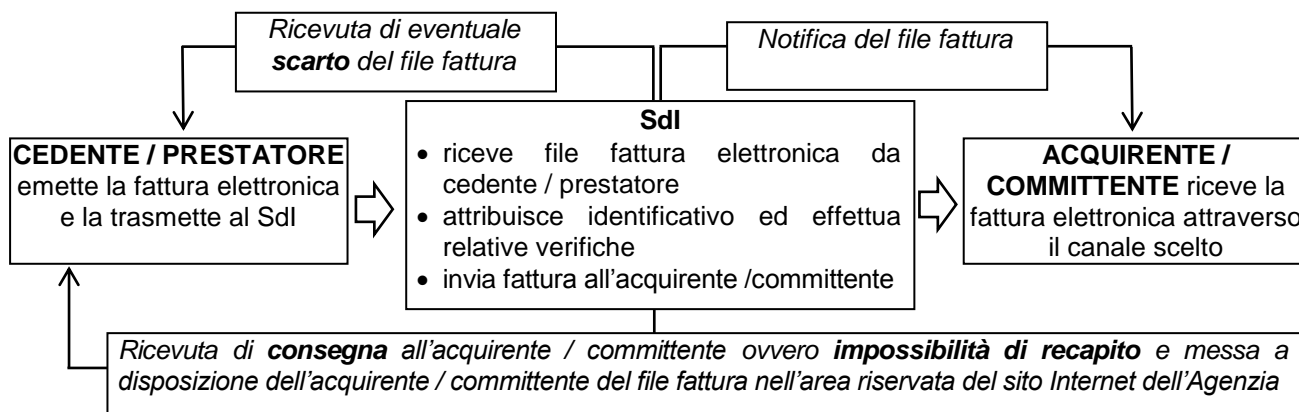 Ricevuta di eventuale
scarto del file fattura
Notifica del file fattura
CEDENTE / PRESTATORE
emette la fattura elettronica
e la trasmette al SdI
SdI
• riceve file fattura elettronica da
cedente / prestatore
• attribuisce identificativo ed effettua
relative verifiche
• invia fattura all’acquirente /committente
ACQUIRENTE /
COMMITTENTE riceve la
fattura elettronica attraverso
il canale scelto
Ricevuta di consegna all’acquirente / committente ovvero impossibilità di recapito e messa a
disposizione dell’acquirente / committente del file fattura nell’area riservata del sito Internet dell’Agenzia